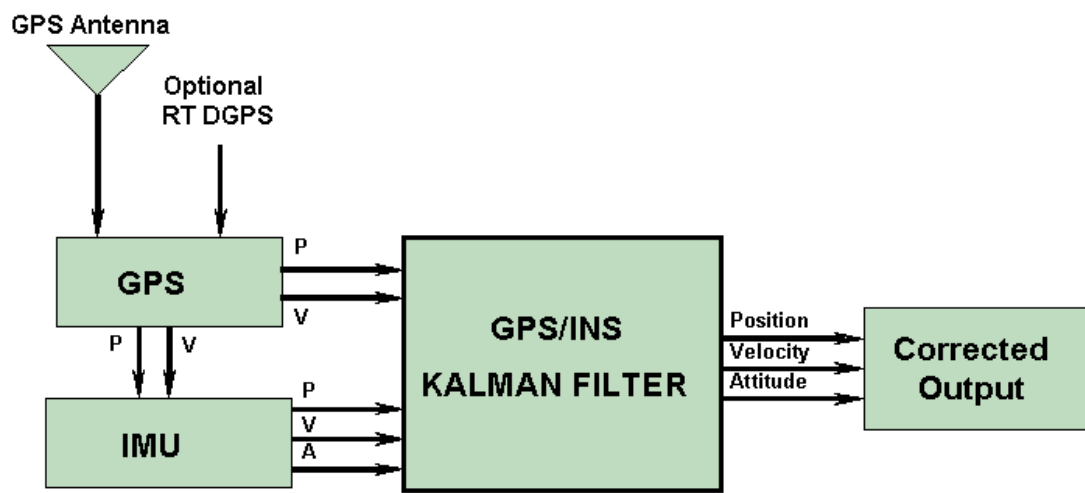 GPS Antenna
Optional
RT DGPS
GPS
P
V
P
V
IMU
P
V
A
GPS/INS
KALMAN FILTER
Position
Velocity
Attitude
Corrected
Output